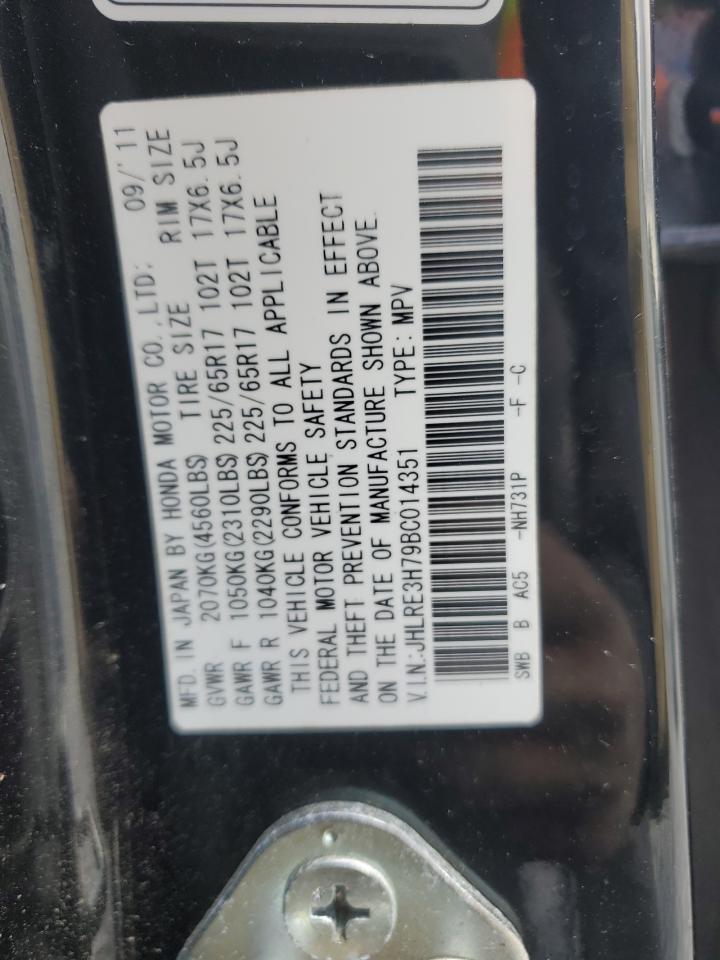 MFD. IN JAPAN BY HONDA MOTOR CO.,LTD: 09/'11
GVWR 2070KG(4560LBS) TIRE SIZE RIM SIZE
GAWR F 1050KG(2310LBS) 225/65R17 102T 17X6.5J
GAWR R 1040KG(2290LBS) 225/65R17 102T 17X6.5J
THIS VEHICLE CONFORMS TO ALL APPLICABLE
FEDERAL MOTOR VEHICLE SAFETY
AND THEFT PREVENTION STANDARDS IN EFFECT
ON THE DATE OF MANUFACTURE SHOWN ABOVE.
V.I.N.:JHLRE3H79BC014351 TYPE: MPV
SWB B AC5 -NH731P -F -C